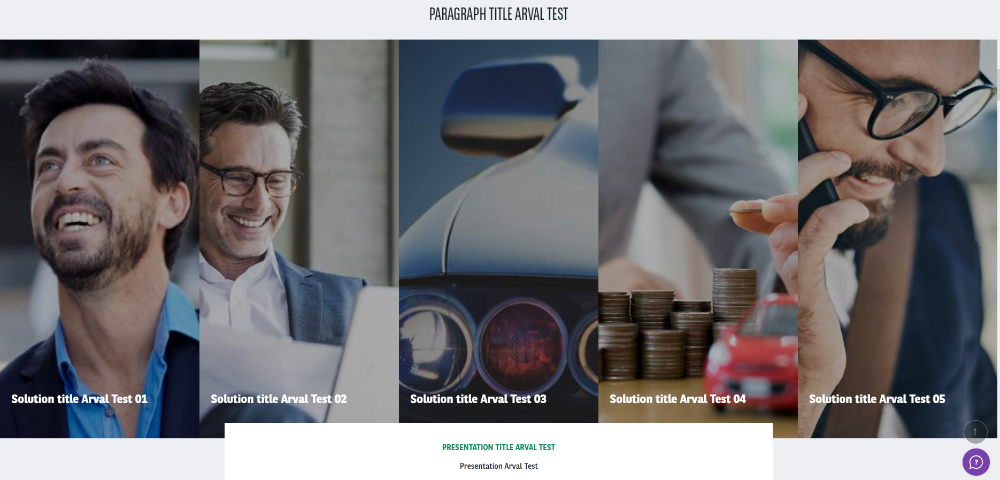 PARAGRAPH TITLE ARVAL TEST
Solution title Arval Test 01
Solution title Arval Test 02
Solution title Arval Test 03
Solution title Arval Test 04
Solution title Arval Test 05
PRESENTATION TITLE ARVAL TEST
Presentation Arval Test